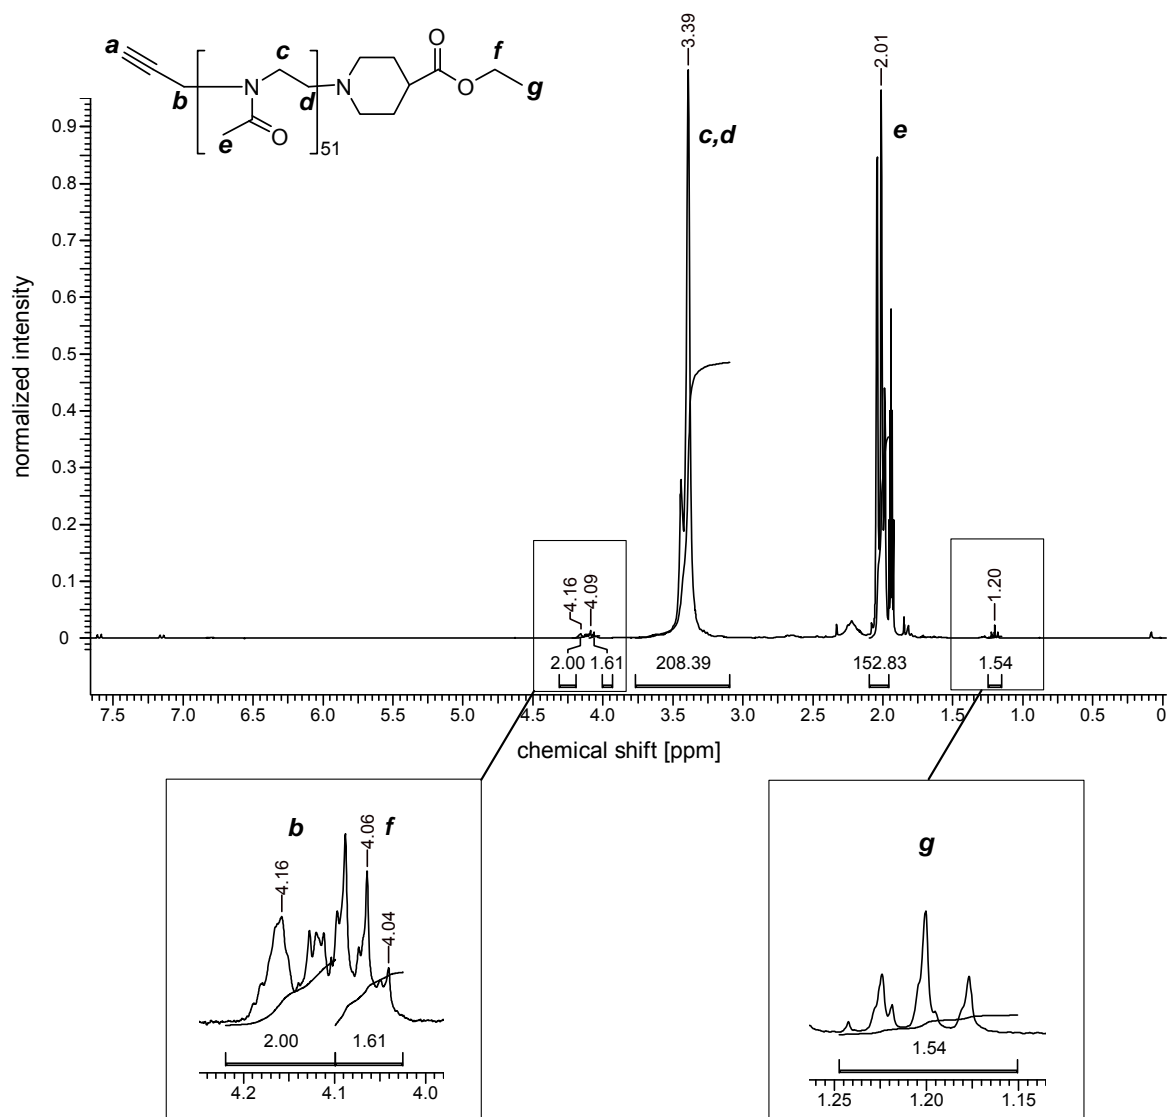 a
b
N
c
d
e
O
51
N
O
O
f
g
3.39
2.01
c,d
e
normalized intensity
0.9
0.8
0.7
0.6
0.5
0.4
0.3
0.2
0.1
0
4.16
4.09
1.20
2.00 1.61 208.39 152.83 1.54
7.5 7.0 6.5 6.0 5.5 5.0 4.5 4.0 3.5 3.0 2.5 2.0 1.5 1.0 0.5 0
chemical shift [ppm]
b f
4.16
4.06
4.04
2.00 1.61
4.2 4.1 4.0
g
1.54
1.25 1.20 1.15